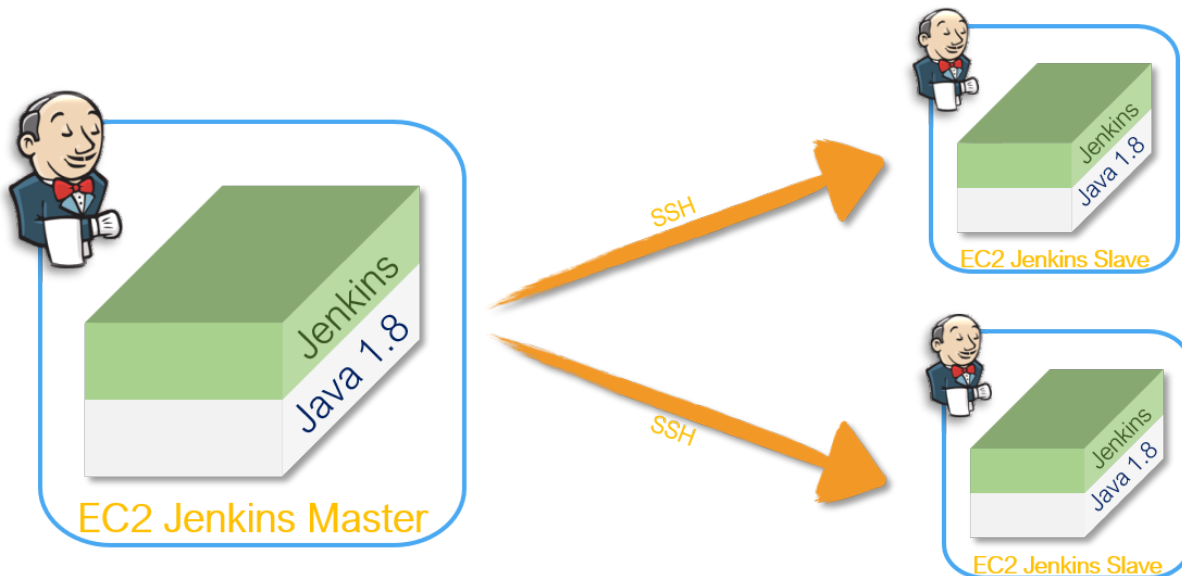 Jenkins
Java 1.8
EC2 Jenkins Master
SSH
SSH
Jenkins
Java 1.8
EC2 Jenkins Slave
Jenkins
Java 1.8
EC2 Jenkins Slave